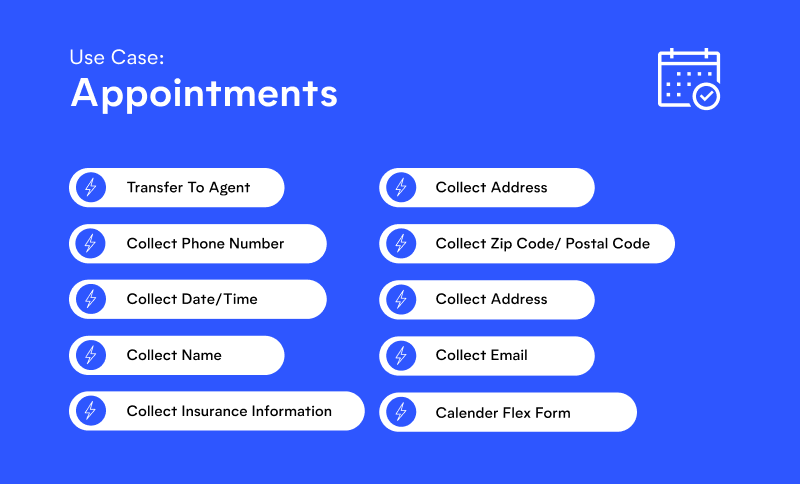 Use Case:
Appointments
Transfer To Agent
Collect Phone Number
Collect Date/Time
Collect Name
Collect Insurance Information
Collect Address
Collect Zip Code/ Postal Code
Collect Address
Collect Email
Calender Flex Form